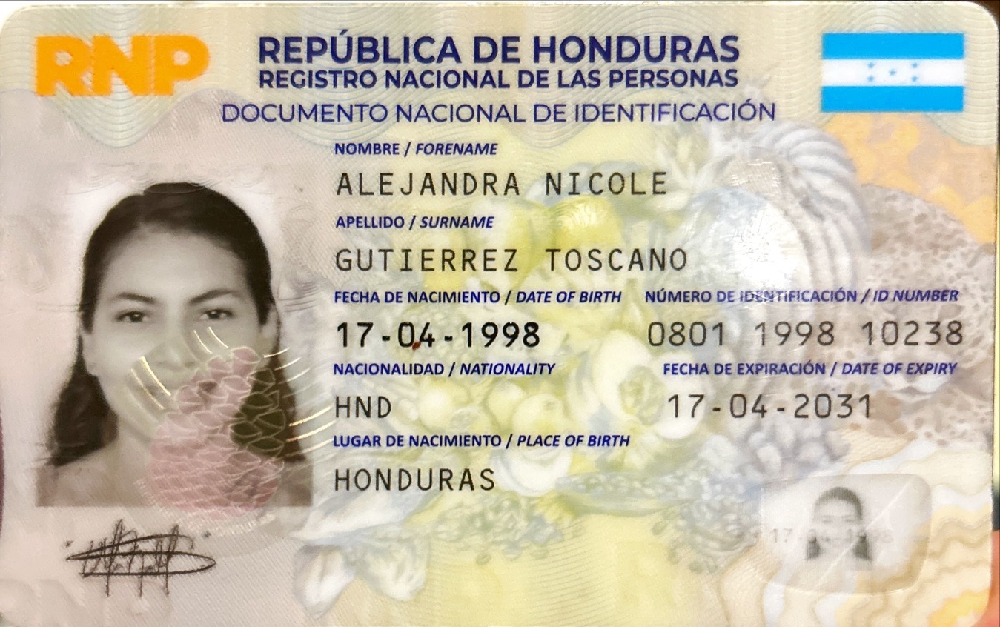 RNP
REPÚBLICA DE HONDURAS
REGISTRO NACIONAL DE LAS PERSONAS
DOCUMENTO NACIONAL DE IDENTIFICACIÓN
NOMBRE / FORENAME
ALEJANDRA NICOLE
APELLIDO / SURNAME
GUTIERREZ TOSCANO
FECHA DE NACIMIENTO / DATE OF BIRTH NÚMERO DE IDENTIFICACIÓN / ID NUMBER
17-04-1998 0801 1998 10238
NACIONALIDAD / NATIONALITY FECHA DE EXPIRACIÓN / DATE OF EXPIRY
HND 17-04-2031
LUGAR DE NACIMIENTO / PLACE OF BIRTH
HONDURAS
17-04-1998